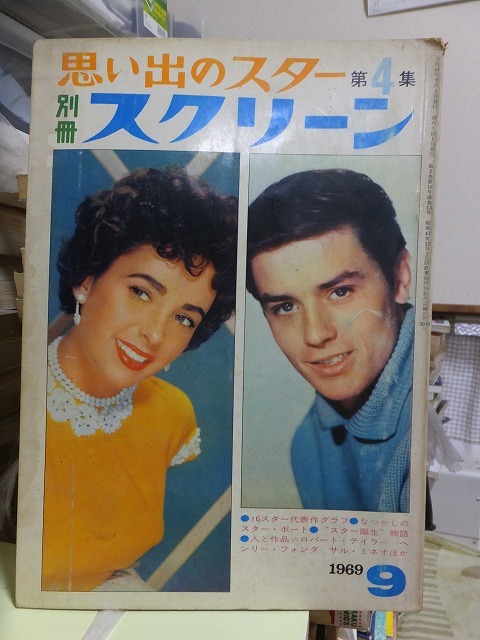 思い出のスター第4集
別冊スクリーン
●16スター代表作グラフ●なつかしの
スター・ポート●“スター誕生”物語
●人と作品＝ロバート・テイラー ヘ
ンリー・フォンダ サル・ミネオほか
1969 9